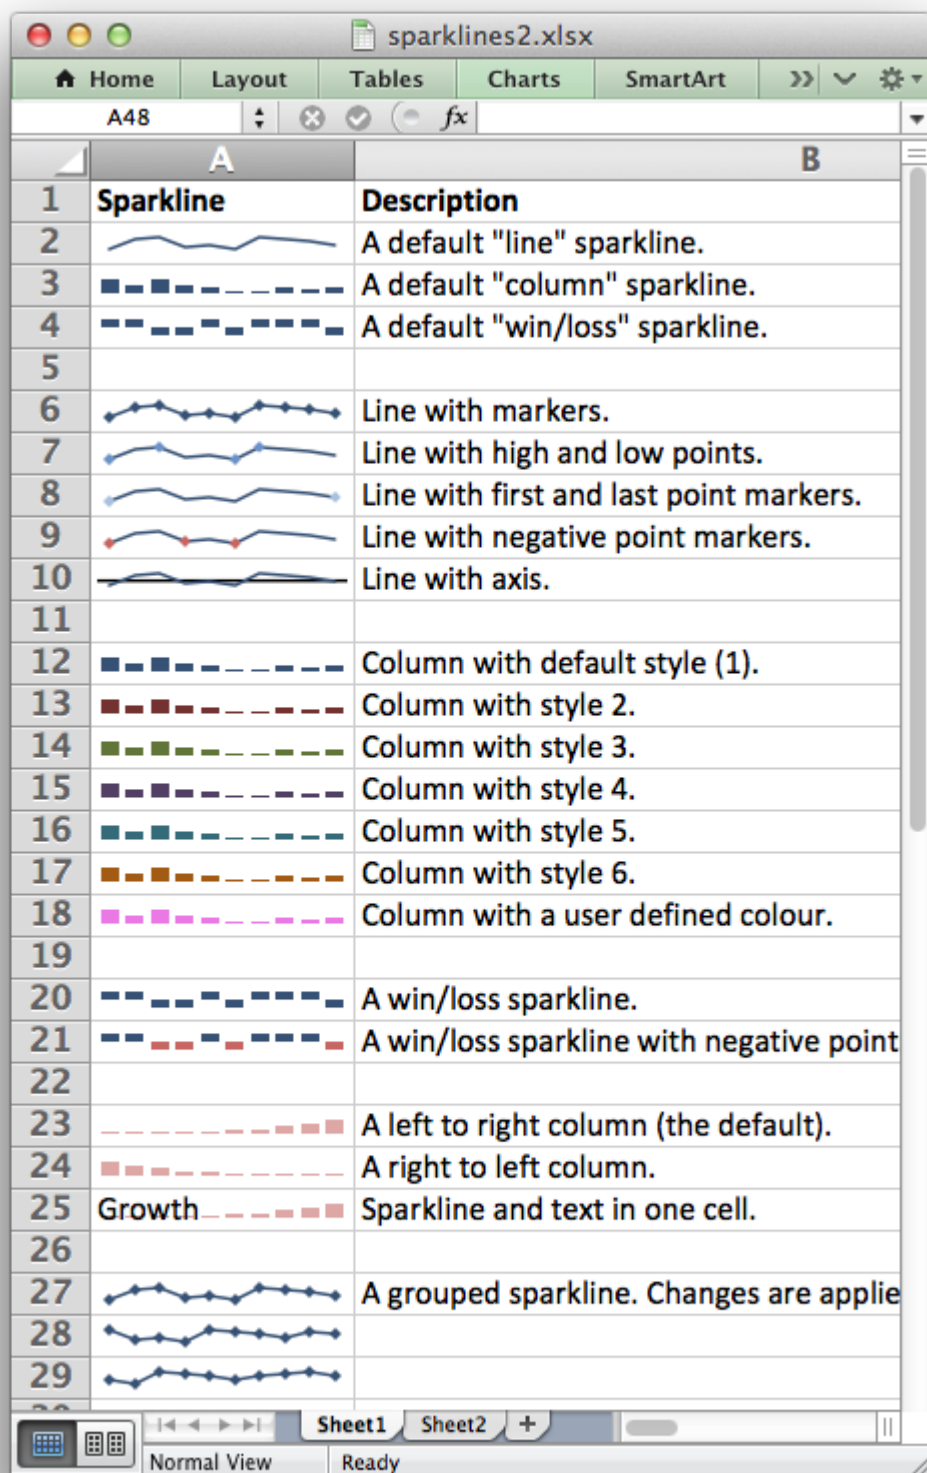 sparklines2.xlsx
Home Layout Tables Charts SmartArt
A48 fx
A B
1 Sparkline Description
2 A default "line" sparkline.
3 A default "column" sparkline.
4 A default "win/loss" sparkline.
5
6 Line with markers.
7 Line with high and low points.
8 Line with first and last point markers.
9 Line with negative point markers.
10 Line with axis.
11
12 Column with default style (1).
13 Column with style 2.
14 Column with style 3.
15 Column with style 4.
16 Column with style 5.
17 Column with style 6.
18 Column with a user defined colour.
19
20 A win/loss sparkline.
21 A win/loss sparkline with negative point
22
23 A left to right column (the default).
24 A right to left column.
25 Growth Sparkline and text in one cell.
26
27 A grouped sparkline. Changes are applie
28
29
Sheet1 Sheet2 +
Normal View Ready